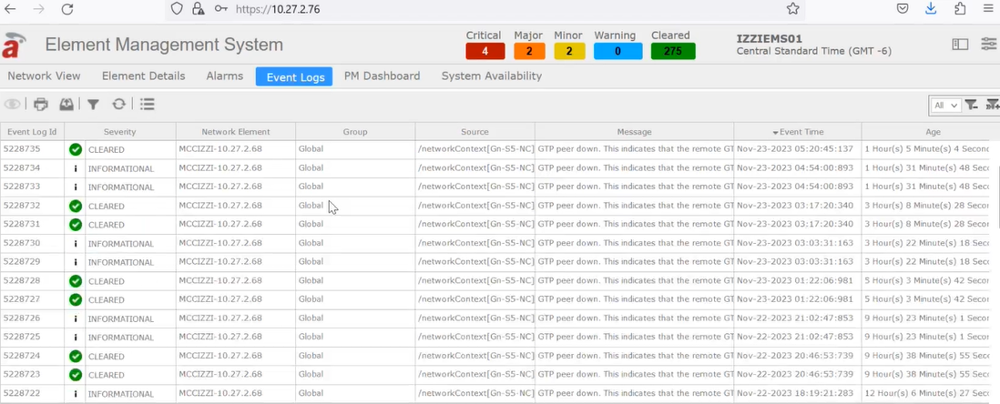 https://10.27.2.76
Element Management System
Critical Major Minor Warning Cleared
4 2 2 0 275
IZZIEMS01
Central Standard Time (GMT -6)
Network View Element Details Alarms Event Logs PM Dashboard System Availability
All
Event Log Id Severity Network Element Group Source Message Event Time Age
5228735 CLEARED MCCIZZI-10.27.2.68 Global /networkContext[Gn-S5-NC] GTP peer down. This indicates that the remote GT Nov-23-2023 05:20:45:137 1 Hour(s) 5 Minute(s) 4 Second
5228734 INFORMATIONAL MCCIZZI-10.27.2.68 Global /networkContext[Gn-S5-NC] GTP peer down. This indicates that the remote GT Nov-23-2023 04:54:00:893 1 Hour(s) 31 Minute(s) 48 Sec
5228733 INFORMATIONAL MCCIZZI-10.27.2.68 Global /networkContext[Gn-S5-NC] GTP peer down. This indicates that the remote GT Nov-23-2023 04:54:00:893 1 Hour(s) 31 Minute(s) 48 Sec
5228732 CLEARED MCCIZZI-10.27.2.68 Global /networkContext[Gn-S5-NC] GTP peer down. This indicates that the remote GT Nov-23-2023 03:17:20:340 3 Hour(s) 8 Minute(s) 28 Secon
5228731 CLEARED MCCIZZI-10.27.2.68 Global /networkContext[Gn-S5-NC] GTP peer down. This indicates that the remote GT Nov-23-2023 03:17:20:340 3 Hour(s) 8 Minute(s) 28 Secon
5228730 INFORMATIONAL MCCIZZI-10.27.2.68 Global /networkContext[Gn-S5-NC] GTP peer down. This indicates that the remote GT Nov-23-2023 03:03:31:163 3 Hour(s) 22 Minute(s) 18 Sec
5228729 INFORMATIONAL MCCIZZI-10.27.2.68 Global /networkContext[Gn-S5-NC] GTP peer down. This indicates that the remote GT Nov-23-2023 03:03:31:163 3 Hour(s) 22 Minute(s) 18 Sec
5228728 CLEARED MCCIZZI-10.27.2.68 Global /networkContext[Gn-S5-NC] GTP peer down. This indicates that the remote GT Nov-23-2023 01:22:06:981 5 Hour(s) 3 Minute(s) 42 Secon
5228727 CLEARED MCCIZZI-10.27.2.68 Global /networkContext[Gn-S5-NC] GTP peer down. This indicates that the remote GT Nov-23-2023 01:22:06:981 5 Hour(s) 3 Minute(s) 42 Secon
5228726 INFORMATIONAL MCCIZZI-10.27.2.68 Global /networkContext[Gn-S5-NC] GTP peer down. This indicates that the remote GT Nov-22-2023 21:02:47:853 9 Hour(s) 23 Minute(s) 1 Secon
5228725 INFORMATIONAL MCCIZZI-10.27.2.68 Global /networkContext[Gn-S5-NC] GTP peer down. This indicates that the remote GT Nov-22-2023 21:02:47:853 9 Hour(s) 23 Minute(s) 1 Secon
5228724 CLEARED MCCIZZI-10.27.2.68 Global /networkContext[Gn-S5-NC] GTP peer down. This indicates that the remote GT Nov-22-2023 20:46:53:739 9 Hour(s) 38 Minute(s) 55 Sec
5228723 CLEARED MCCIZZI-10.27.2.68 Global /networkContext[Gn-S5-NC] GTP peer down. This indicates that the remote GT Nov-22-2023 20:46:53:739 9 Hour(s) 38 Minute(s) 55 Sec
5228722 INFORMATIONAL MCCIZZI-10.27.2.68 Global /networkContext[Gn-S5-NC] GTP peer down. This indicates that the remote GT Nov-22-2023 18:19:21:283 12 Hour(s) 6 Minute(s) 27 Sec